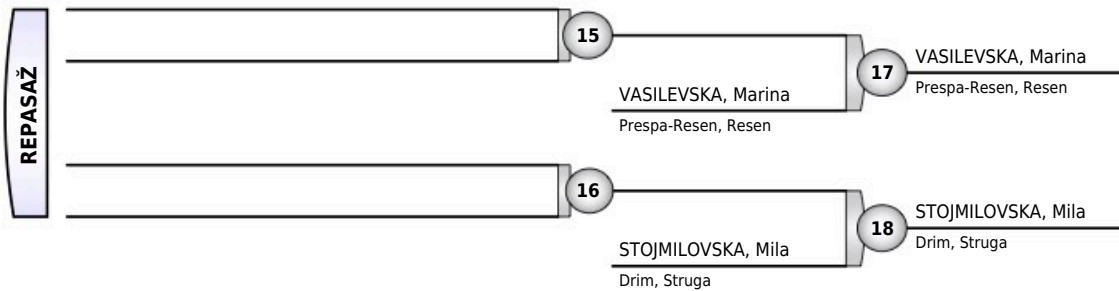 REPASAŽ
15
VASILEVSKA, Marina
Prespa-Resen, Resen
17
VASILEVSKA, Marina
Prespa-Resen, Resen
16
STOJMILOVSKA, Mila
Drim, Struga
18
STOJMILOVSKA, Mila
Drim, Struga